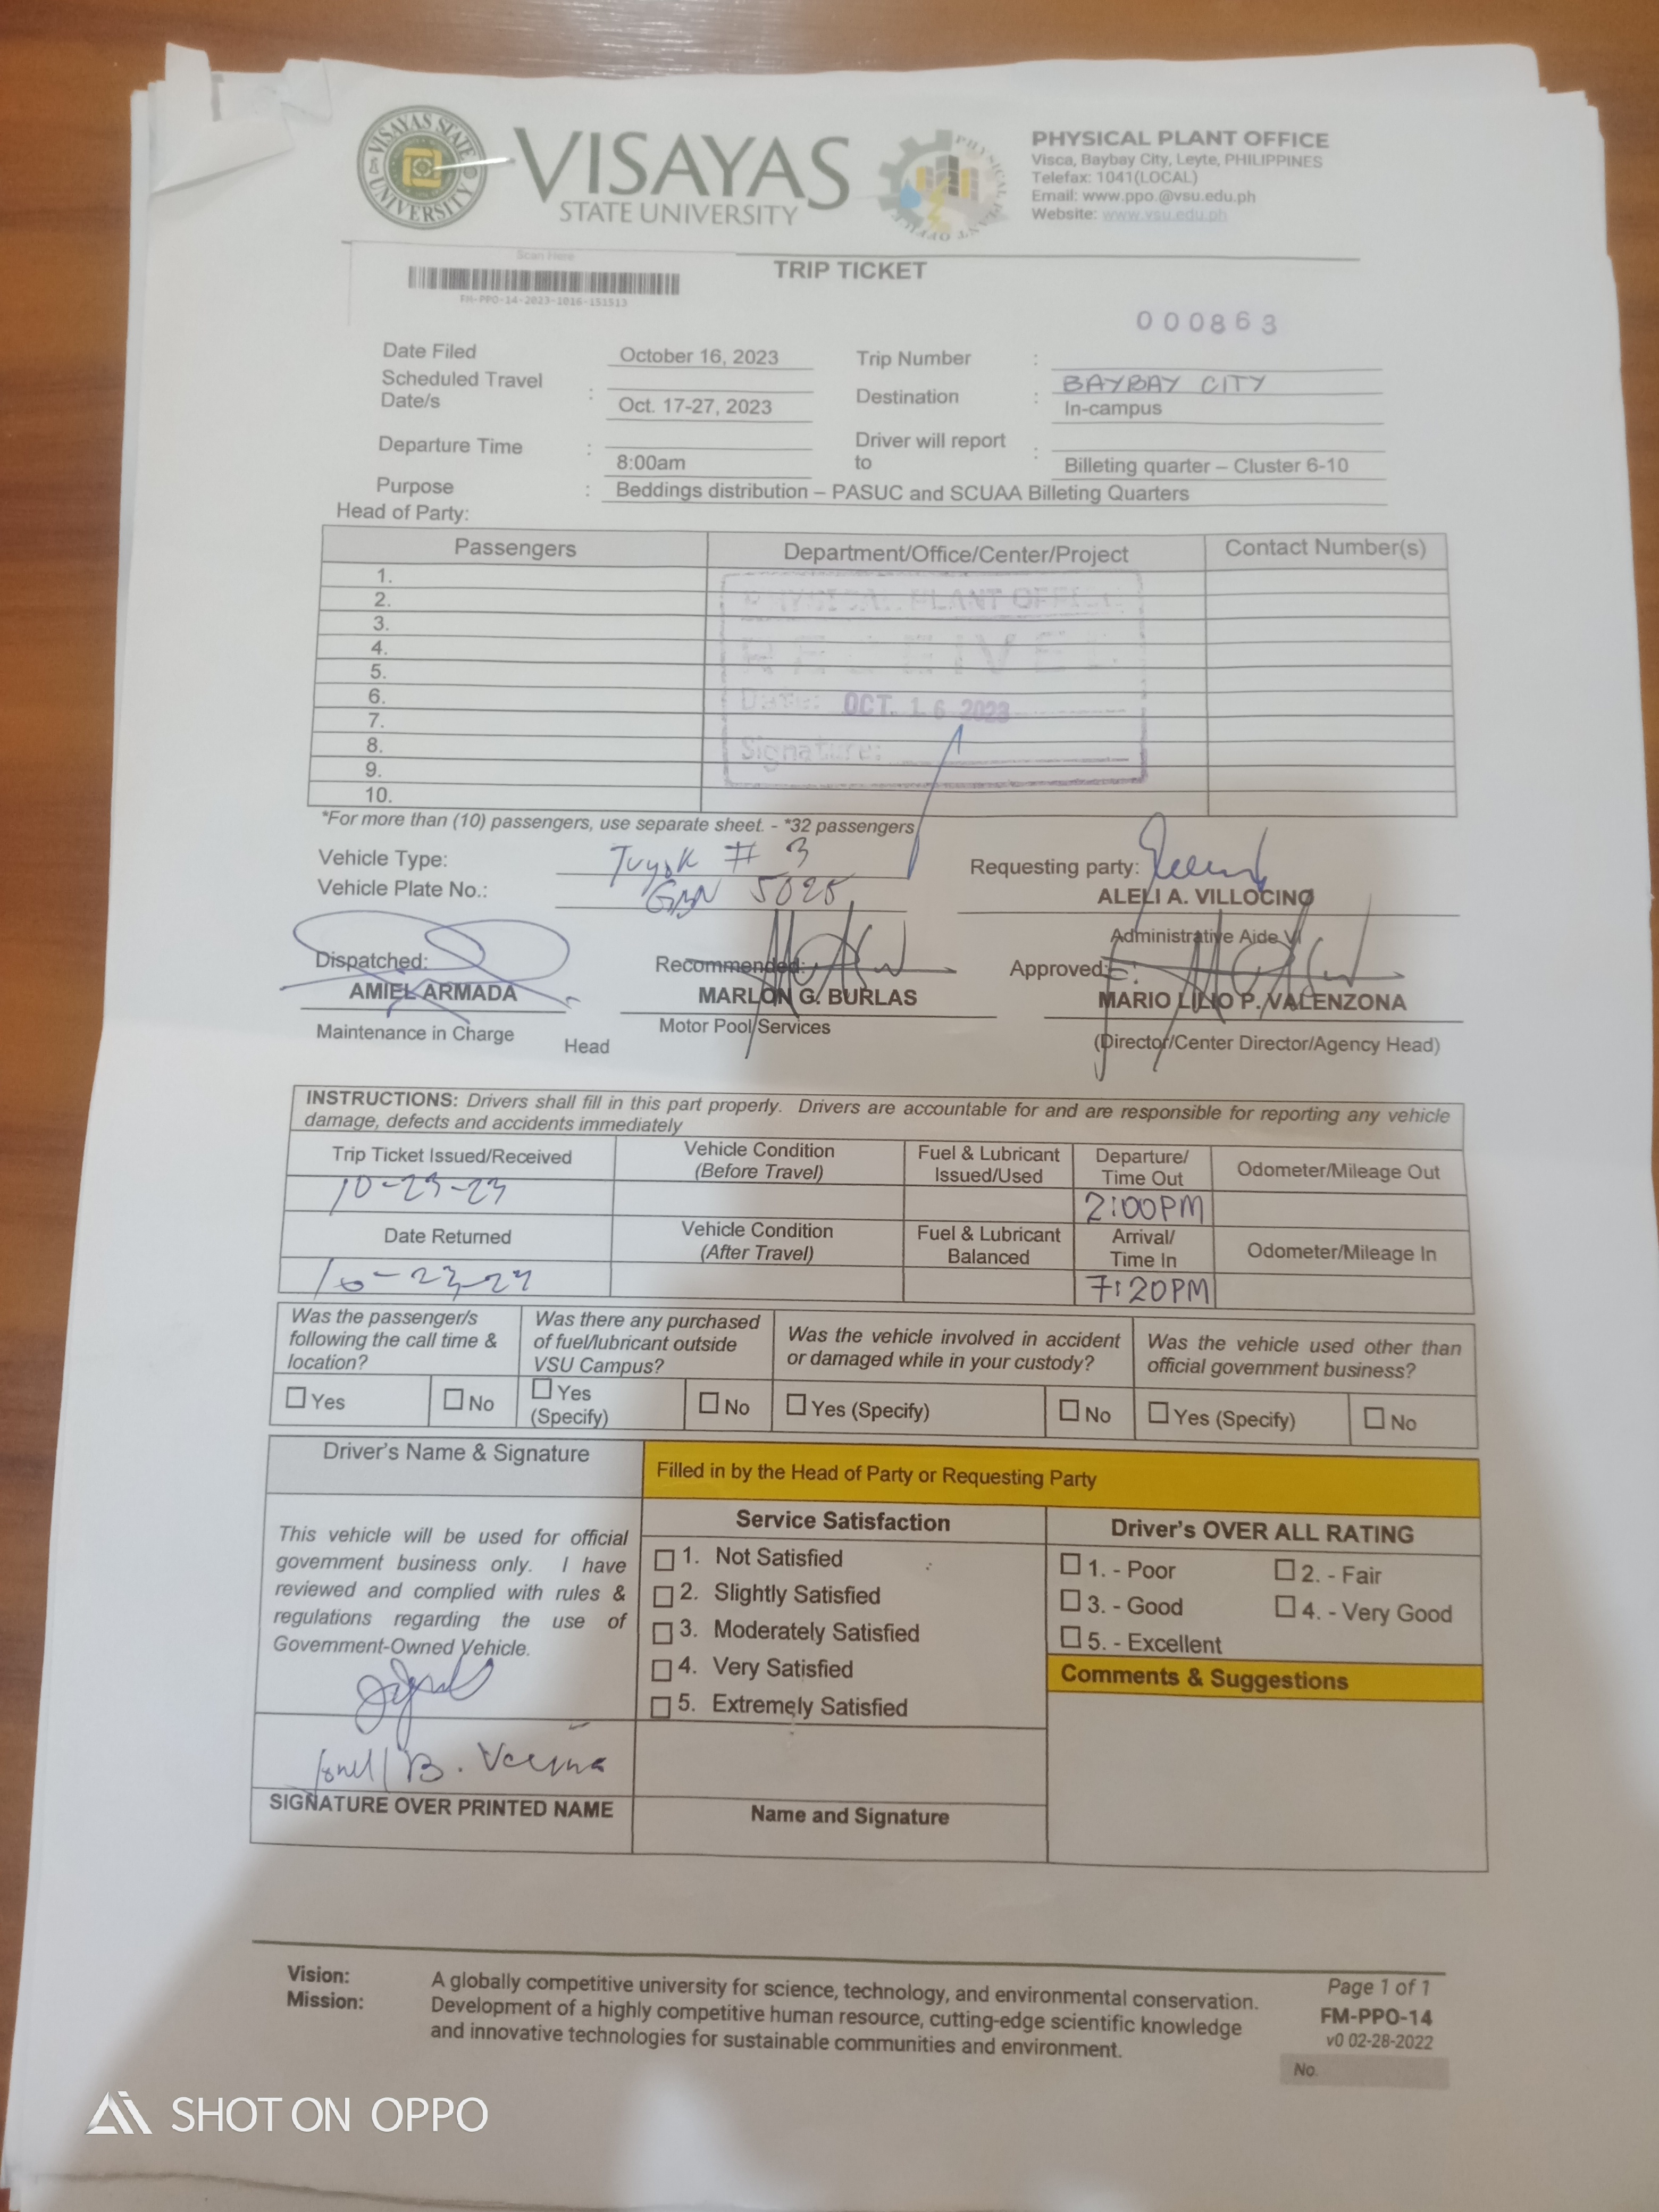 VISAYAS STATE UNIVERSITY
VISAYAS
STATE UNIVERSITY
PHYSICAL PLANT OFFICE
Visca, Baybay City, Leyte, PHILIPPINES
Telefax: 1041(LOCAL)
Email: www.ppo.@vsu.edu.ph
Website: www.vsu.edu.ph
Scan Here
FM-PPO-14-2023-1016-151513
TRIP TICKET
000863
Date Filed October 16, 2023 Trip Number :
Scheduled Travel Date/s : Oct. 17-27, 2023 Destination : BAYBAY CITY In-campus
Departure Time : 8:00am Driver will report to : Billeting quarter – Cluster 6-10
Purpose : Beddings distribution – PASUC and SCUAA Billeting Quarters
Head of Party:
Passengers Department/Office/Center/Project Contact Number(s)
1.
2.
3.
4.
5.
6.
7.
8.
9.
10.
PHYSICAL PLANT OFFICE
RECEIVED
Date: OCT. 16 2023
Signature:
*For more than (10) passengers, use separate sheet. - *32 passengers
Vehicle Type: # 3
Vehicle Plate No.: 5025
Requesting party:
ALELI A. VILLOCINO
Administrative Aide VI
Dispatched: Recommended: Approved:
AMIEL ARMADA MARLON G. BURLAS MARIO LILIO P. VALENZONA
Maintenance in Charge Head Motor Pool Services (Director/Center Director/Agency Head)
INSTRUCTIONS: Drivers shall fill in this part properly. Drivers are accountable for and are responsible for reporting any vehicle
damage, defects and accidents immediately
Trip Ticket Issued/Received Vehicle Condition (Before Travel) Fuel & Lubricant Issued/Used Departure/ Time Out Odometer/Mileage Out
10-23-23 2:00PM
Date Returned Vehicle Condition (After Travel) Fuel & Lubricant Balanced Arrival/ Time In Odometer/Mileage In
7:20PM
Was the passenger/s following the call time & location?
Was there any purchased of fuel/lubricant outside VSU Campus?
Was the vehicle involved in accident or damaged while in your custody?
Was the vehicle used other than official government business?
Yes No Yes (Specify) No Yes (Specify) No Yes (Specify) No
Driver's Name & Signature
Filled in by the Head of Party or Requesting Party
This vehicle will be used for official
government business only. I have
reviewed and complied with rules &
regulations regarding the use of
Government-Owned Vehicle.
SIGNATURE OVER PRINTED NAME
Service Satisfaction
1. Not Satisfied
2. Slightly Satisfied
3. Moderately Satisfied
4. Very Satisfied
5. Extremely Satisfied
Name and Signature
Driver's OVER ALL RATING
1. - Poor 2. - Fair
3. - Good 4. - Very Good
5. - Excellent
Comments & Suggestions
Vision: A globally competitive university for science, technology, and environmental conservation.
Mission: Development of a highly competitive human resource, cutting-edge scientific knowledge
and innovative technologies for sustainable communities and environment.
Page 1 of 1
FM-PPO-14
v0 02-28-2022
No.
SHOT ON OPPO